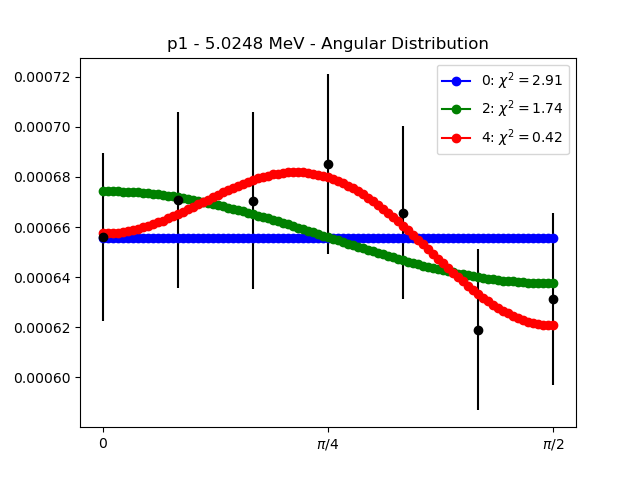 p1 - 5.0248 MeV - Angular Distribution
0: χ² = 2.91
2: χ² = 1.74
4: χ² = 0.42
0.00072
0.00070
0.00068
0.00066
0.00064
0.00062
0.00060
0
π/4
π/2